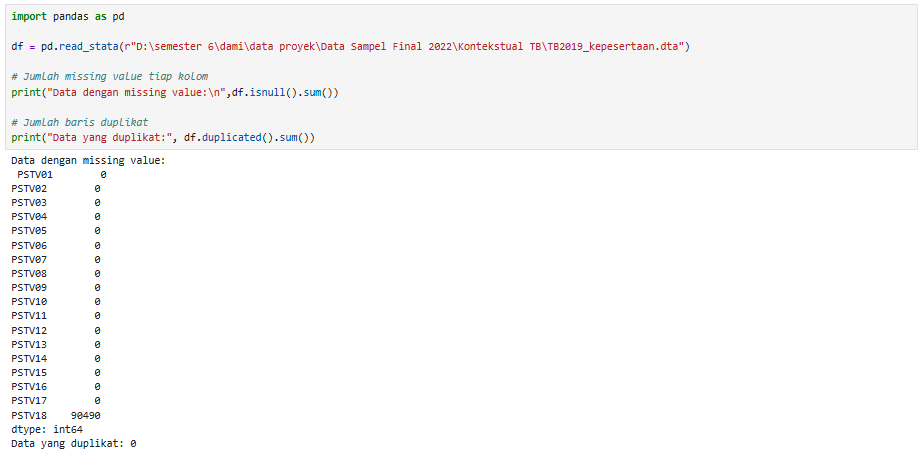 import pandas as pd
df = pd.read_stata(r"D:\semester 6\dami\data proyek\Data Sampel Final 2022\Kontekstual TB\TB2019_kepesertaan.dta")
# Jumlah missing value tiap kolom
print("Data dengan missing value:\n",df.isnull().sum())
# Jumlah baris duplikat
print("Data yang duplikat:", df.duplicated().sum())
Data dengan missing value:
PSTV01 0
PSTV02 0
PSTV03 0
PSTV04 0
PSTV05 0
PSTV06 0
PSTV07 0
PSTV08 0
PSTV09 0
PSTV10 0
PSTV11 0
PSTV12 0
PSTV13 0
PSTV14 0
PSTV15 0
PSTV16 0
PSTV17 0
PSTV18 90490
dtype: int64
Data yang duplikat: 0